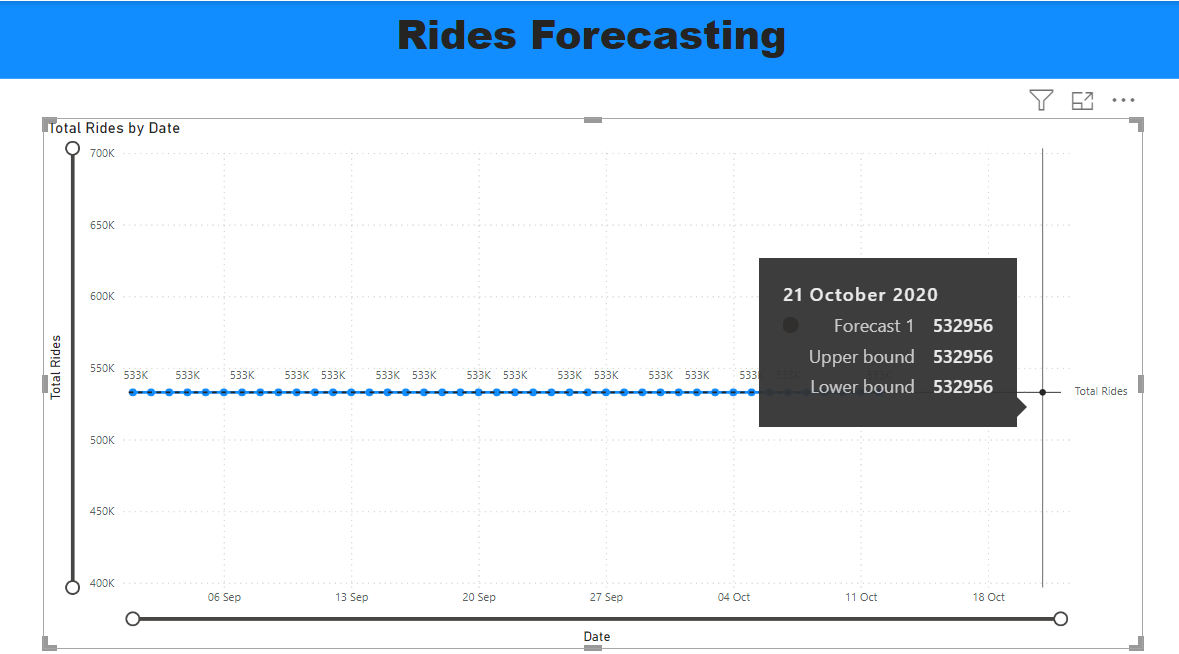 Rides Forecasting
Total Rides by Date
700K
650K
600K
550K
500K
450K
400K
Total Rides
533K 533K 533K 533K 533K 533K 533K 533K 533K 533K 533K 533K 533K 533K 533K
21 October 2020
Forecast 1 532956
Upper bound 532956
Lower bound 532956
Total Rides
06 Sep 13 Sep 20 Sep 27 Sep 04 Oct 11 Oct 18 Oct
Date